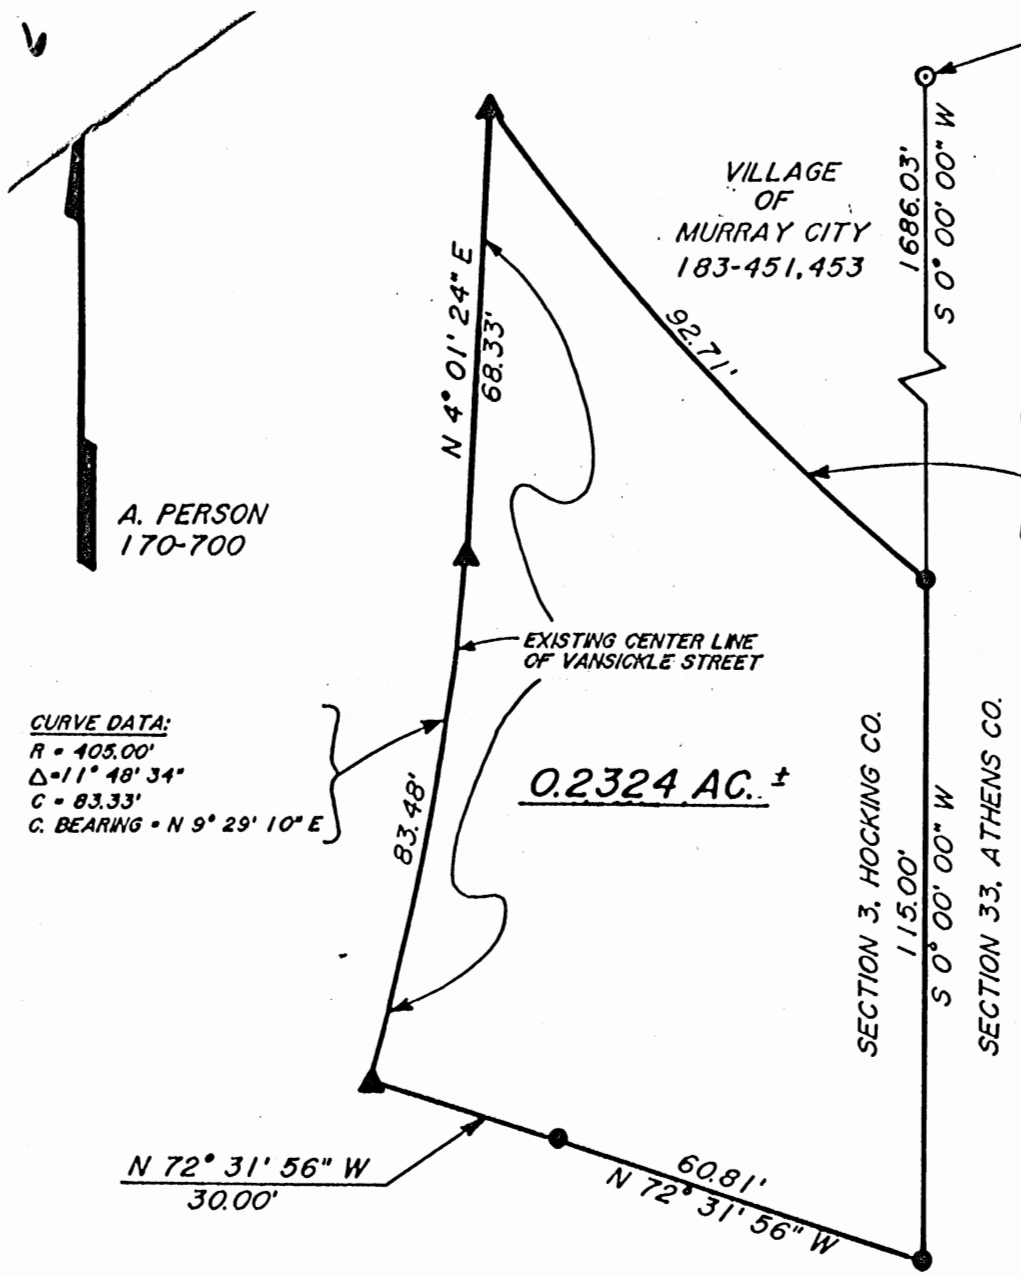 VILLAGE
OF
MURRAY CITY
183-451,453
1686.03'
S 0° 00' 00" W
N 4° 01' 24" E
68.33'
92.71'
A. PERSON
170-700
EXISTING CENTER LINE
OF VANSICKLE STREET
CURVE DATA:
R = 405.00'
Δ=11° 48' 34"
C = 83.33'
C. BEARING = N 9° 29' 10" E
83.48'
0.2324 AC. ±
SECTION 3, HOCKING CO.
115.00'
S 0° 00' 00" W
SECTION 33, ATHENS CO.
N 72° 31' 56" W
30.00'
60.81'
N 72° 31' 56" W